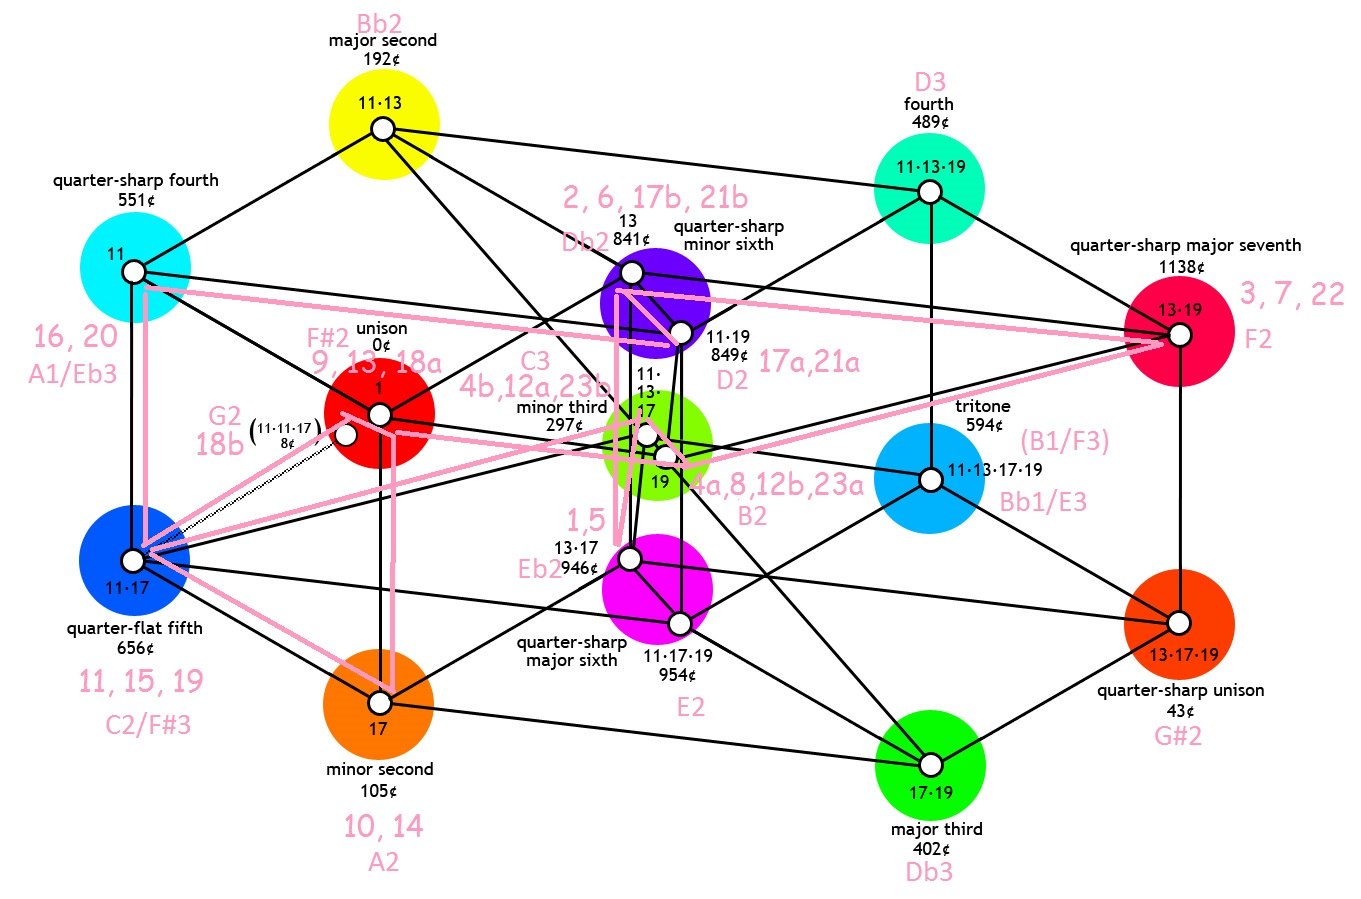 Bb2
major second
192¢
11·13
D3
fourth
489¢
11·13·19
quarter-sharp fourth
551¢
11
2, 6, 17b, 21b
13
841¢
Db2
quarter-sharp
minor sixth
quarter-sharp major seventh
1138¢
13·19
3, 7, 22
F2
16, 20
A1/Eb3
F#2
unison
0¢
9, 13, 18a
1
11·19
849¢
17a,21a
D2
C3
4b,12a,23b
minor third
297¢
11·
13·
17
G2
18b
(11·11·17)
8¢
tritone
594¢
(B1/F3)
11·13·17·19
Bb1/E3
19
4a,8,12b,23a
B2
1,5
13·17
946¢
Eb2
11·17
quarter-flat fifth
656¢
11, 15, 19
C2/F#3
quarter-sharp
major sixth
11·17·19
954¢
E2
13·17·19
quarter-sharp unison
43¢
G#2
17
minor second
105¢
10, 14
A2
17·19
major third
402¢
Db3